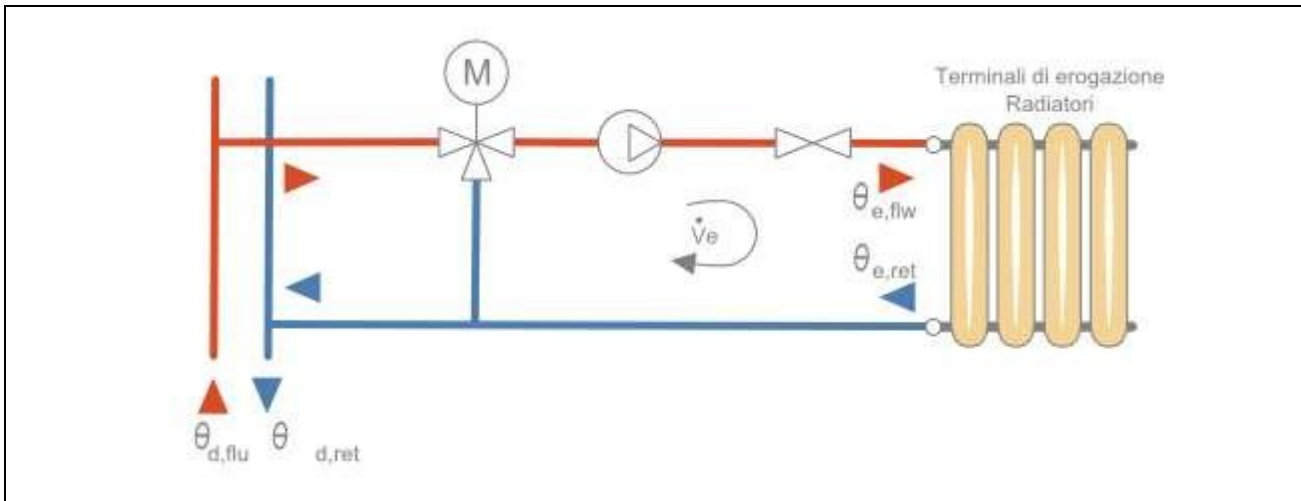 M
Terminali di erogazione
Radiatori
θe,flw
V̇e
θe,ret
θd,flu θ d,ret